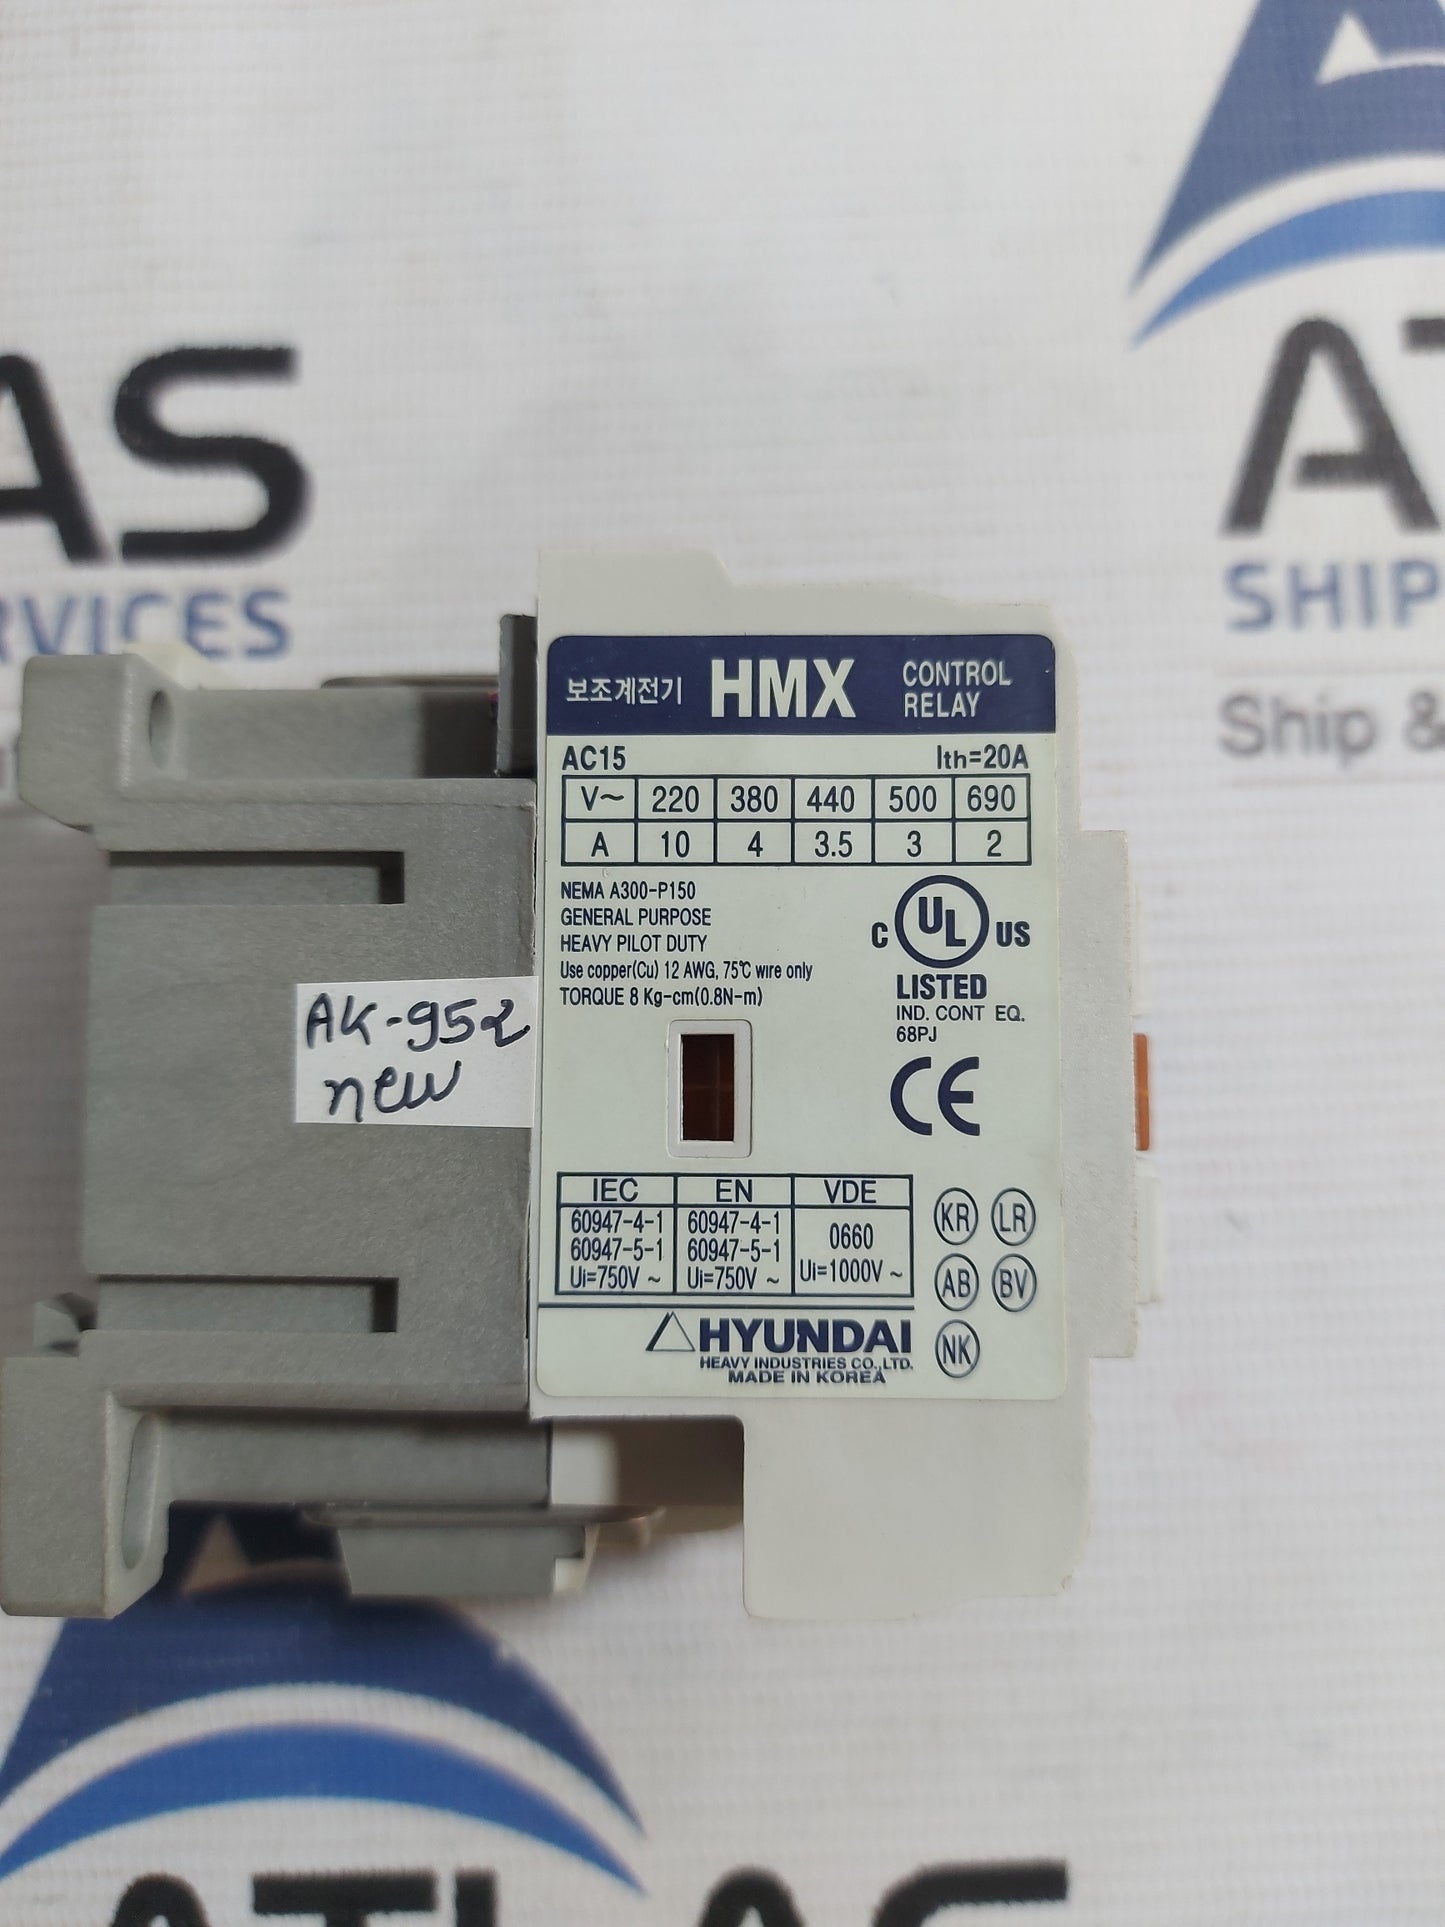 AS
RVICES
AT
SHIP
Ship &
보조계전기 HMX CONTROL RELAY
AC15 Ith=20A
V~ 220 380 440 500 690
A 10 4 3.5 3 2
NEMA A300-P150
GENERAL PURPOSE
HEAVY PILOT DUTY
Use copper(Cu) 12 AWG, 75℃ wire only
TORQUE 8 Kg-cm(0.8N-m)
C UL US
LISTED
IND. CONT EQ.
68PJ
CE
AK-952
new
IEC EN VDE
60947-4-1 60947-4-1 0660
60947-5-1 60947-5-1
Ui=750V ~ Ui=750V ~ Ui=1000V ~
KR LR
AB BV
NK
HYUNDAI
HEAVY INDUSTRIES CO.,LTD.
MADE IN KOREA
ATLAS